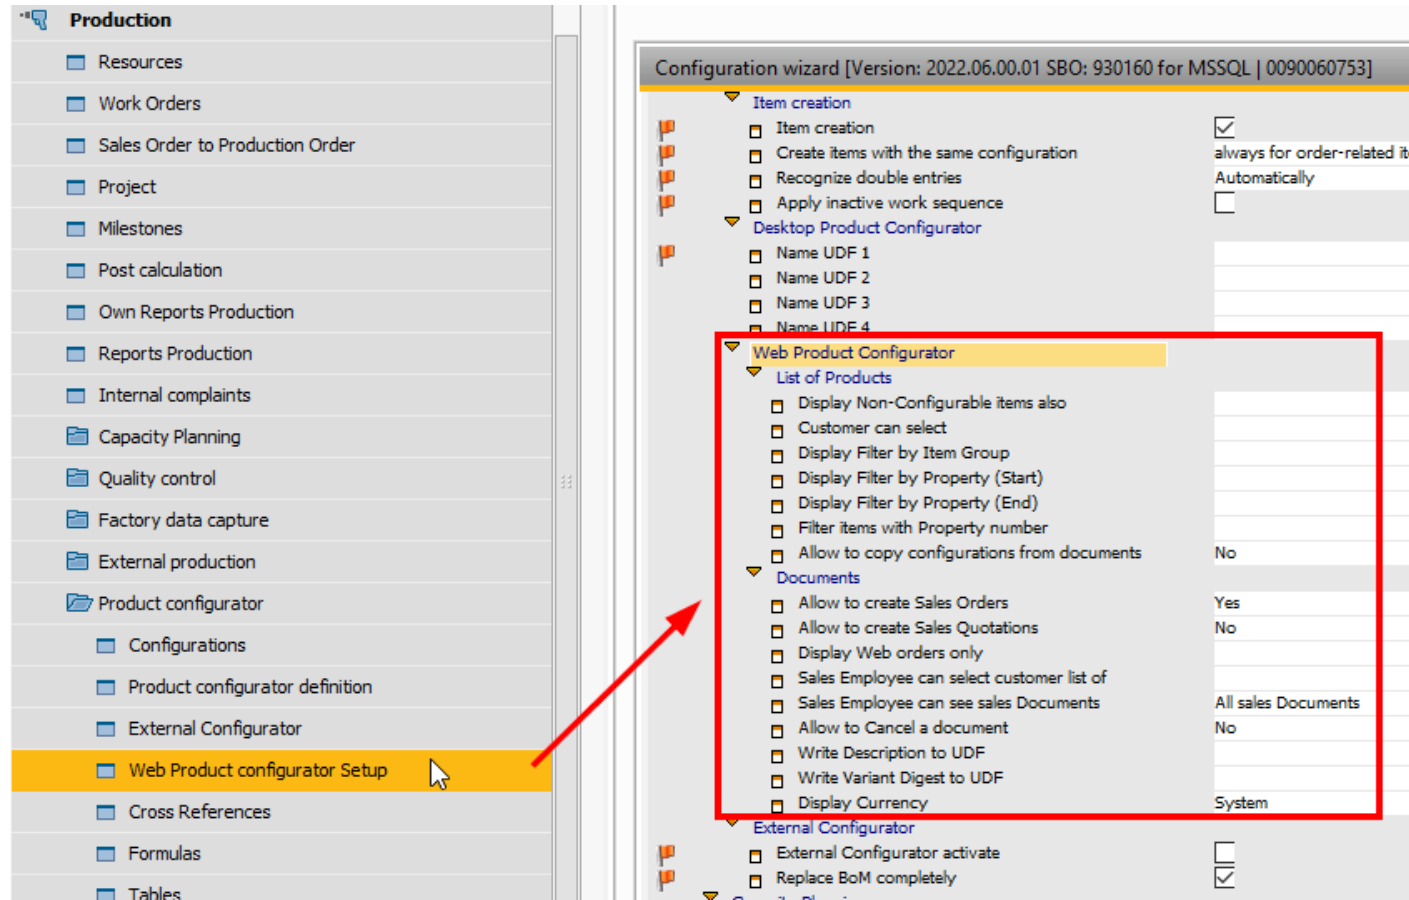 Production
Resources
Work Orders
Sales Order to Production Order
Project
Milestones
Post calculation
Own Reports Production
Reports Production
Internal complaints
Capacity Planning
Quality control
Factory data capture
External production
Product configurator
Configurations
Product configurator definition
External Configurator
Web Product configurator Setup
Cross References
Formulas
Tables
Configuration wizard [Version: 2022.06.00.01 SBO: 930160 for MSSQL | 0090060753]
Item creation
Item creation
Create items with the same configuration always for order-related it
Recognize double entries Automatically
Apply inactive work sequence
Desktop Product Configurator
Name UDF 1
Name UDF 2
Name UDF 3
Name UDF 4
Web Product Configurator
List of Products
Display Non-Configurable items also
Customer can select
Display Filter by Item Group
Display Filter by Property (Start)
Display Filter by Property (End)
Filter items with Property number
Allow to copy configurations from documents No
Documents
Allow to create Sales Orders Yes
Allow to create Sales Quotations No
Display Web orders only
Sales Employee can select customer list of
Sales Employee can see sales Documents All sales Documents
Allow to Cancel a document No
Write Description to UDF
Write Variant Digest to UDF
Display Currency System
External Configurator
External Configurator activate
Replace BoM completely